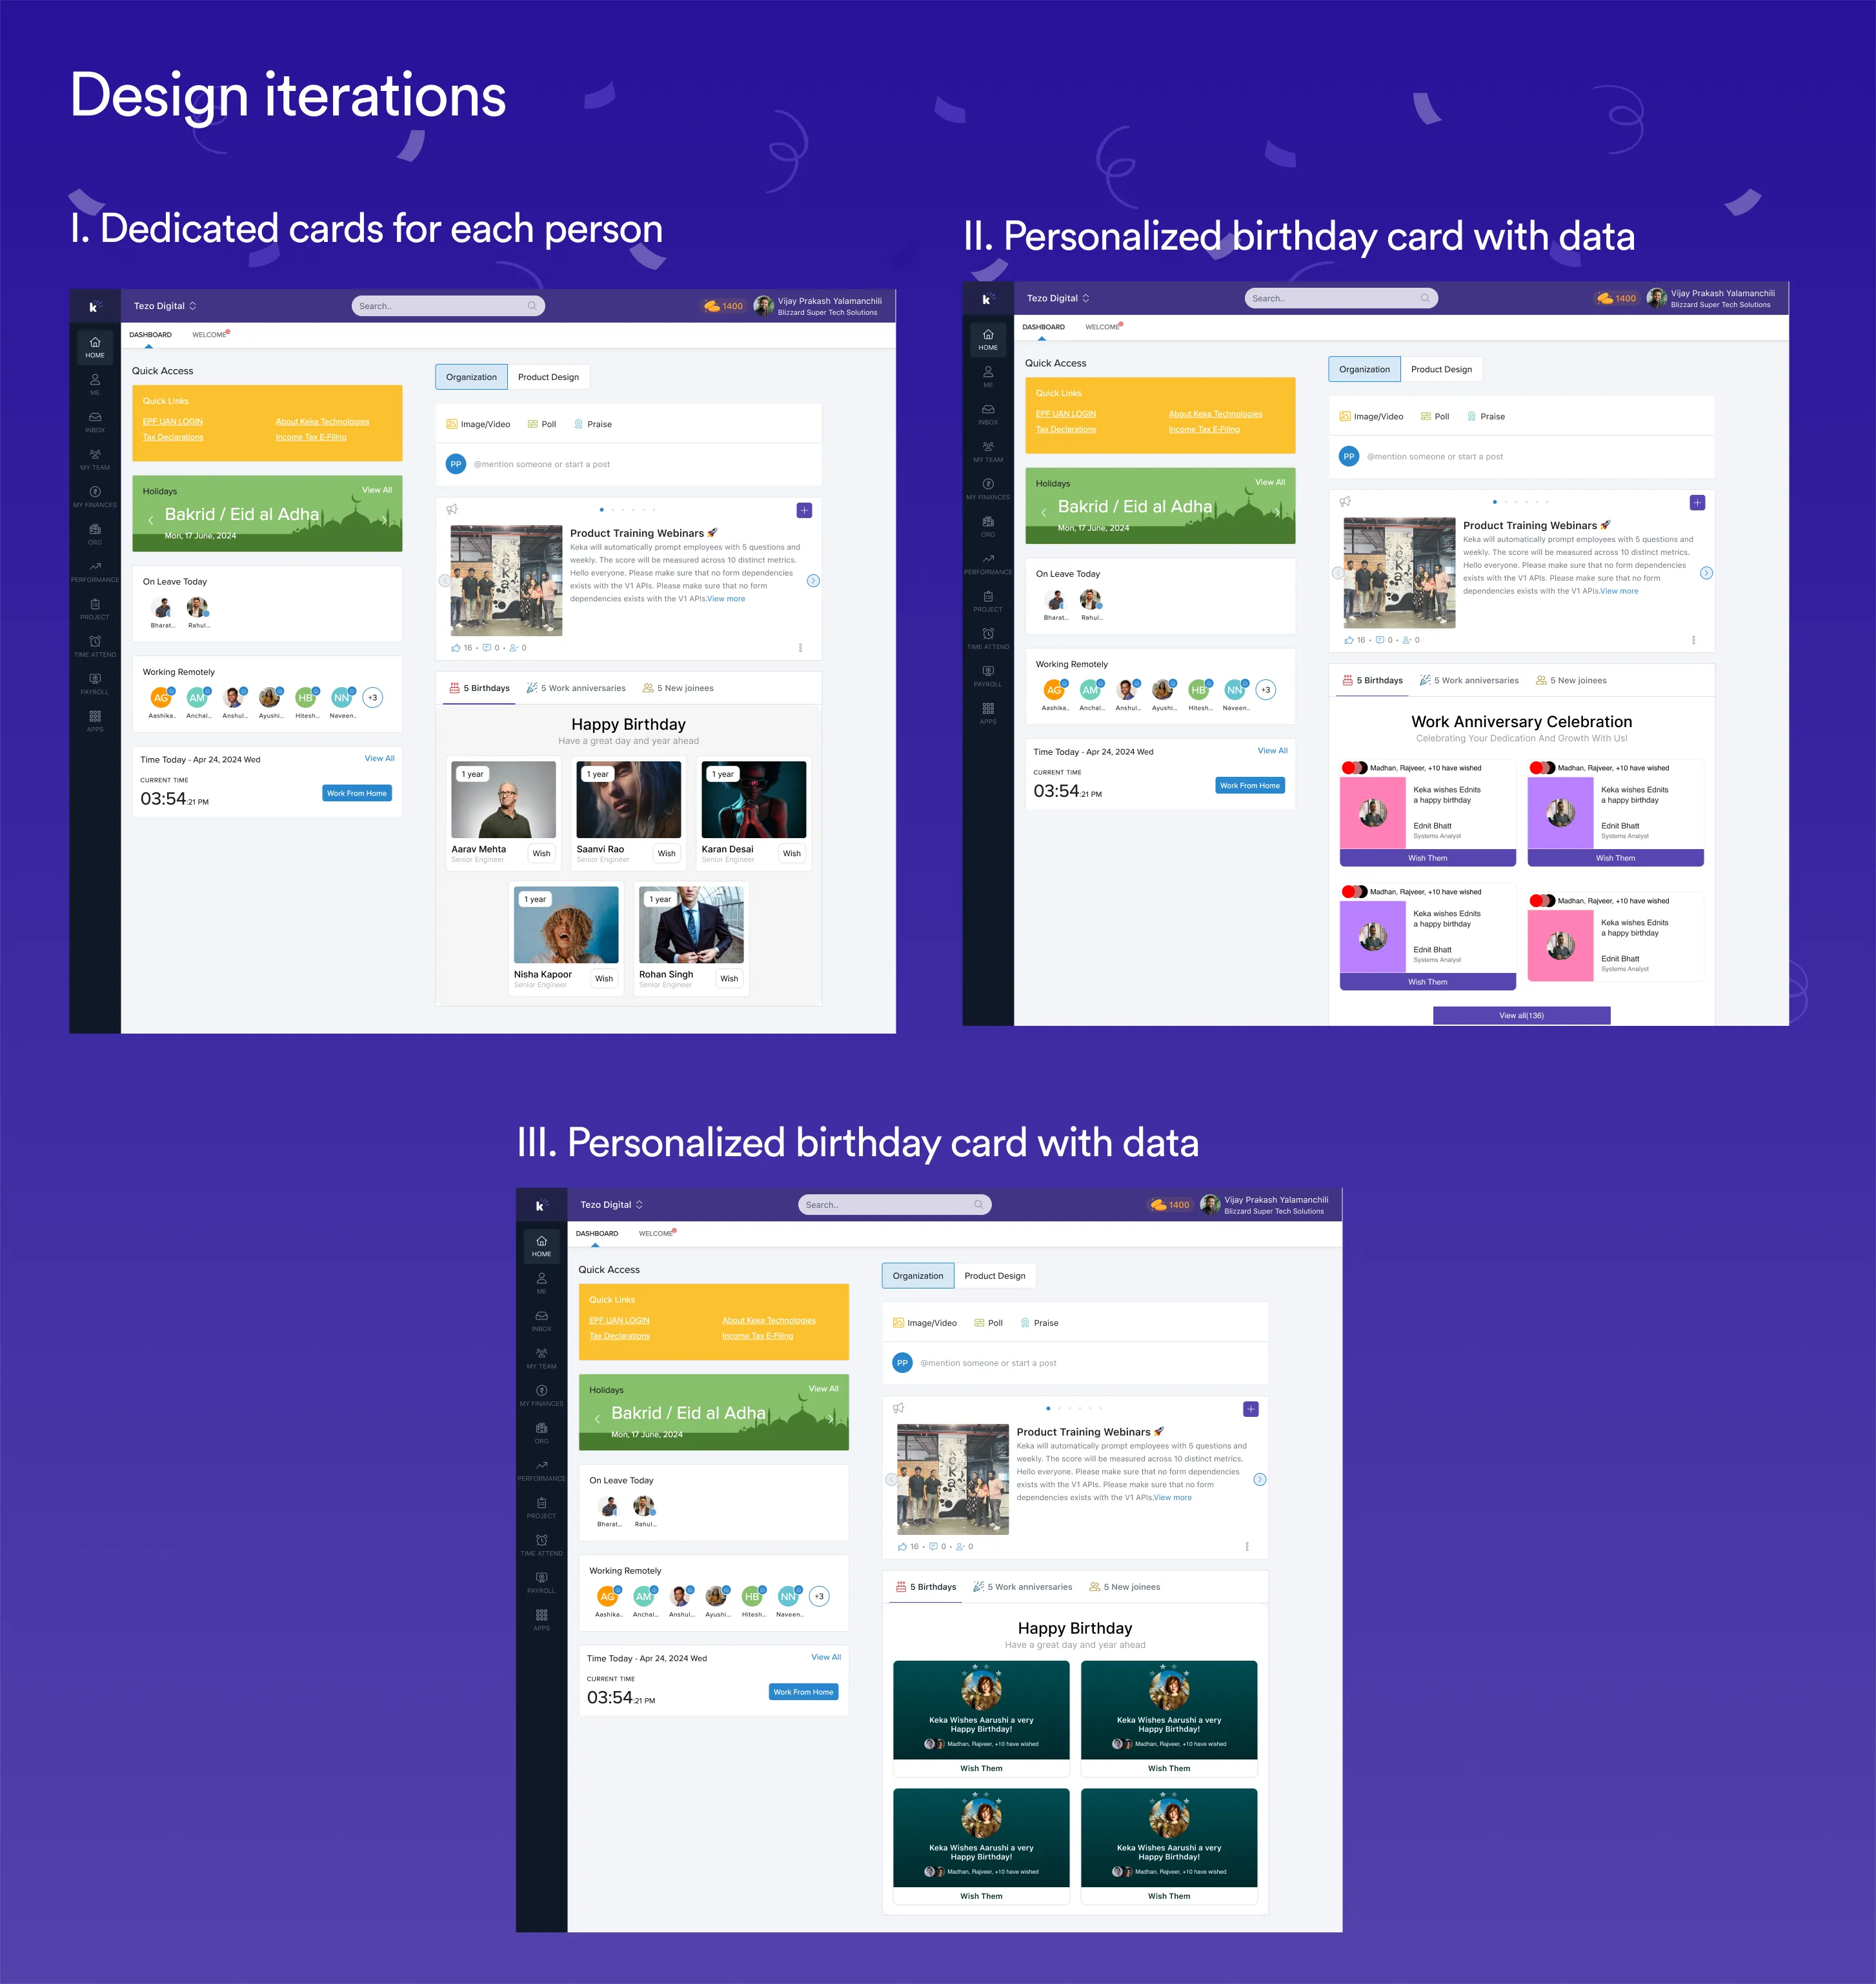 Design iterations
I. Dedicated cards for each person
k
Tezo Digital
Search..
1400
Vijay Prakash Yalamanchili
Blizzard Super Tech Solutions
DASHBOARD
WELCOME
HOME
ME
INBOX
MY TEAM
MY FINANCES
ORG
PERFORMANCE
PROJECT
TIME ATTEND
PAYROLL
APPS
Quick Access
Quick Links
EPF UAN LOGIN
About Keka Technologies
Tax Declarations
Income Tax E-Filing
Holidays
View All
Bakrid / Eid al Adha
Mon, 17 June, 2024
On Leave Today
Bharat...
Rahul...
Working Remotely
AG AM HB NN +3
Aashika.. Anchal... Anshul... Ayushi... Hitesh... Naveen..
Time Today - Apr 24, 2024 Wed
View All
CURRENT TIME
03:54:21 PM
Work From Home
Organization
Product Design
Image/Video
Poll
Praise
PP
@mention someone or start a post
Product Training Webinars
Keka will automatically prompt employees with 5 questions and
weekly. The score will be measured across 10 distinct metrics.
Hello everyone. Please make sure that no form dependencies
exists with the V1 APIs. Please make sure that no form
dependencies exists with the V1 APIs.View more
16 • 0 • 0
5 Birthdays
5 Work anniversaries
5 New joinees
Happy Birthday
Have a great day and year ahead
1 year
1 year
1 year
Aarav Mehta
Senior Engineer
Wish
Saanvi Rao
Senior Engineer
Wish
Karan Desai
Senior Engineer
Wish
1 year
1 year
Nisha Kapoor
Senior Engineer
Wish
Rohan Singh
Senior Engineer
Wish
II. Personalized birthday card with data
k
Tezo Digital
Search..
1400
Vijay Prakash Yalamanchili
Blizzard Super Tech Solutions
DASHBOARD
WELCOME
HOME
ME
INBOX
MY TEAM
MY FINANCES
ORG
PERFORMANCE
PROJECT
TIME ATTEND
PAYROLL
APPS
Quick Access
Quick Links
EPF UAN LOGIN
About Keka Technologies
Tax Declarations
Income Tax E-Filing
Holidays
View All
Bakrid / Eid al Adha
Mon, 17 June, 2024
On Leave Today
Bharat...
Rahul...
Working Remotely
AG AM HB NN +3
Aashika.. Anchal... Anshul... Ayushi... Hitesh... Naveen..
Time Today - Apr 24, 2024 Wed
View All
CURRENT TIME
03:54:21 PM
Work From Home
Organization
Product Design
Image/Video
Poll
Praise
PP
@mention someone or start a post
Product Training Webinars
Keka will automatically prompt employees with 5 questions and
weekly. The score will be measured across 10 distinct metrics.
Hello everyone. Please make sure that no form dependencies
exists with the V1 APIs. Please make sure that no form
dependencies exists with the V1 APIs.View more
16 • 0 • 0
5 Birthdays
5 Work anniversaries
5 New joinees
Work Anniversary Celebration
Celebrating Your Dedication And Growth With Us!
Madhan, Rajveer, +10 have wished
Keka wishes Ednits
a happy birthday
Ednit Bhatt
Systems Analyst
Wish Them
Madhan, Rajveer, +10 have wished
Keka wishes Ednits
a happy birthday
Ednit Bhatt
Systems Analyst
Wish Them
Madhan, Rajveer, +10 have wished
Keka wishes Ednits
a happy birthday
Ednit Bhatt
Systems Analyst
Wish Them
Madhan, Rajveer, +10 have wished
Keka wishes Ednits
a happy birthday
Ednit Bhatt
Systems Analyst
View all(136)
III. Personalized birthday card with data
k
Tezo Digital
Search..
1400
Vijay Prakash Yalamanchili
Blizzard Super Tech Solutions
DASHBOARD
WELCOME
HOME
ME
INBOX
MY TEAM
MY FINANCES
ORG
PERFORMANCE
PROJECT
TIME ATTEND
PAYROLL
APPS
Quick Access
Quick Links
EPF UAN LOGIN
About Keka Technologies
Tax Declarations
Income Tax E-Filing
Holidays
View All
Bakrid / Eid al Adha
Mon, 17 June, 2024
On Leave Today
Bharat...
Rahul...
Working Remotely
AG AM HB NN +3
Aashika.. Anchal... Anshul... Ayushi... Hitesh... Naveen..
Time Today - Apr 24, 2024 Wed
View All
CURRENT TIME
03:54:21 PM
Work From Home
Organization
Product Design
Image/Video
Poll
Praise
PP
@mention someone or start a post
Product Training Webinars
Keka will automatically prompt employees with 5 questions and
weekly. The score will be measured across 10 distinct metrics.
Hello everyone. Please make sure that no form dependencies
exists with the V1 APIs. Please make sure that no form
dependencies exists with the V1 APIs.View more
16 • 0 • 0
5 Birthdays
5 Work anniversaries
5 New joinees
Happy Birthday
Have a great day and year ahead
Keka Wishes Aarushi a very
Happy Birthday!
Madhan, Rajveer, +10 have wished
Wish Them
Keka Wishes Aarushi a very
Happy Birthday!
Madhan, Rajveer, +10 have wished
Wish Them
Keka Wishes Aarushi a very
Happy Birthday!
Madhan, Rajveer, +10 have wished
Wish Them
Keka Wishes Aarushi a very
Happy Birthday!
Madhan, Rajveer, +10 have wished
Wish Them